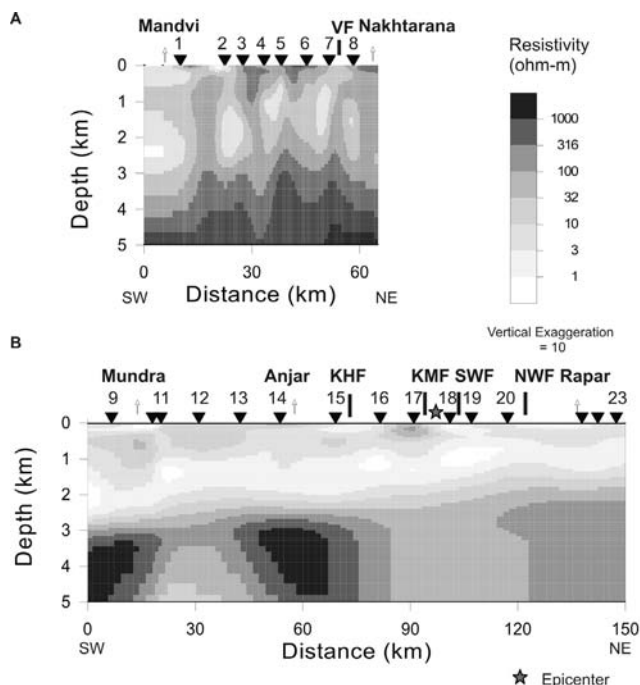 A
VF
Mandvi Nakhtarana
1 2 3 4 5 6 7 8
0
1
2
3
4
5
Depth (km)
0 30 60
SW Distance (km) NE
Resistivity
(ohm-m)
1000
316
100
32
10
3
1
Vertical Exaggeration
= 10
B
Mundra Anjar KHF KMF SWF NWF Rapar
9 11 12 13 14 15 16 17 18 19 20 23
0
1
2
3
4
5
Depth (km)
0 30 60 90 120 150
SW Distance (km) NE
Epicenter